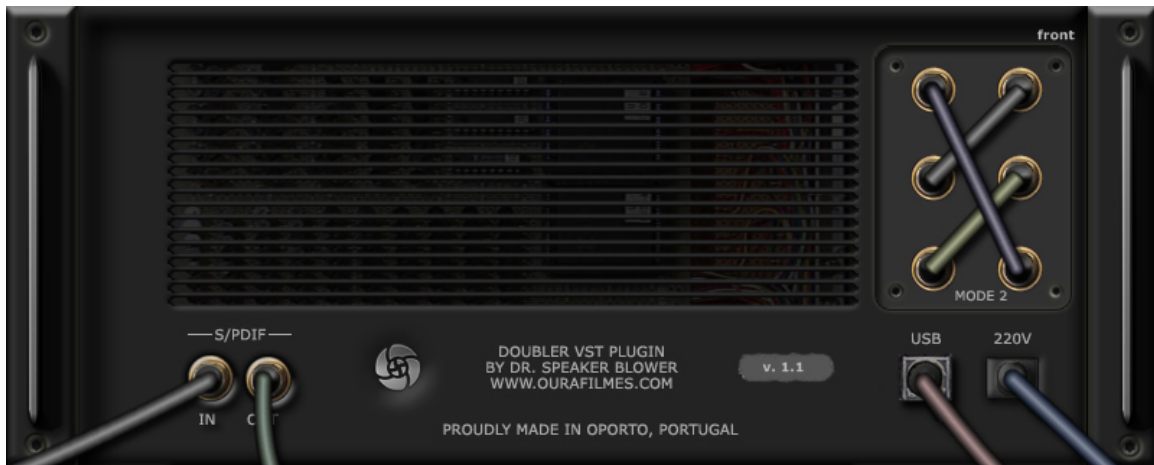 front
MODE 2
S/PDIF
IN
OUT
DOUBLER VST PLUGIN
BY DR. SPEAKER BLOWER
WWW.OURAFILMES.COM
v. 1.1
USB
220V
PROUDLY MADE IN OPORTO, PORTUGAL